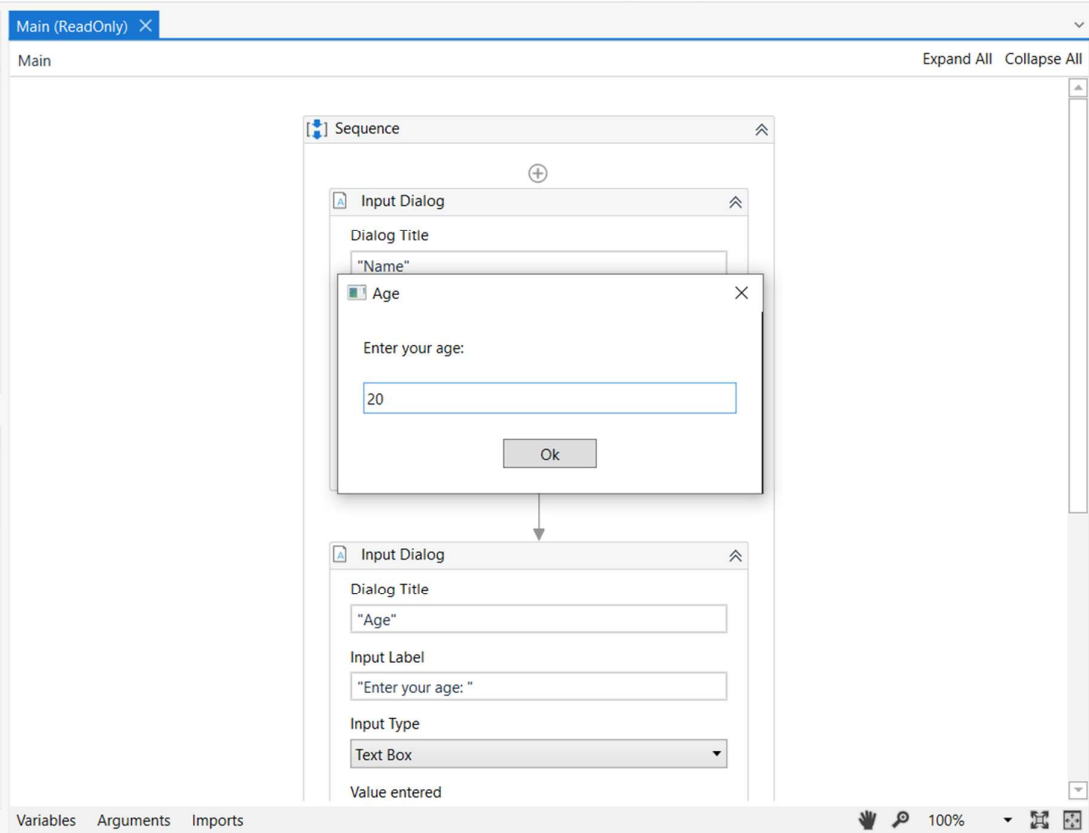 Main (ReadOnly)
Main
Expand All Collapse All
Sequence
Input Dialog
Dialog Title
"Name"
Age
Enter your age:
20
Ok
Input Dialog
Dialog Title
"Age"
Input Label
"Enter your age: "
Input Type
Text Box
Value entered
Variables Arguments Imports 100%